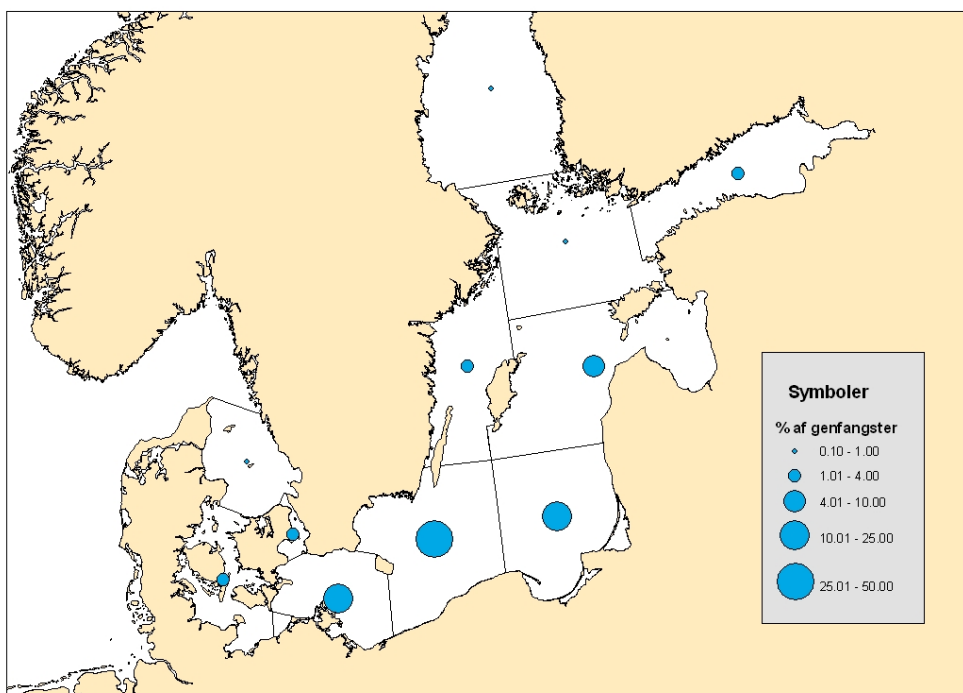 Symboler
% af genfangster
0.10 - 1.00
1.01 - 4.00
4.01 - 10.00
10.01 - 25.00
25.01 - 50.00